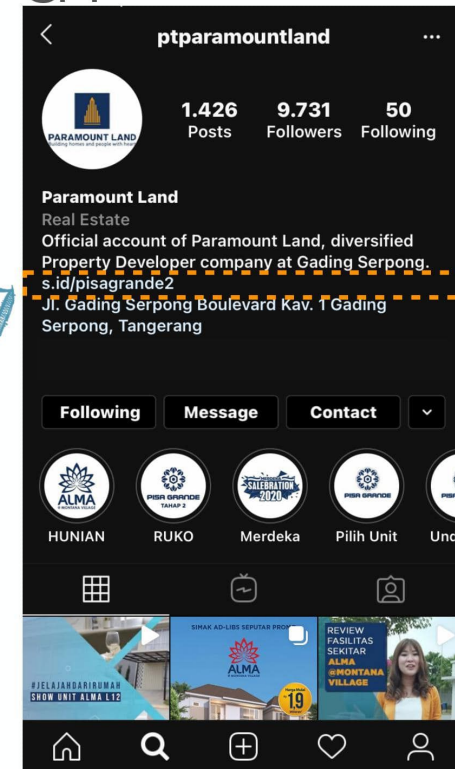 ptparamountland
PARAMOUNT LAND
Building homes and people with heart
1.426 9.731 50
Posts Followers Following
Paramount Land
Real Estate
Official account of Paramount Land, diversified
Property Developer company at Gading Serpong.
s.id/pisagrande2
Jl. Gading Serpong Boulevard Kav. 1 Gading
Serpong, Tangerang
Following Message Contact
ALMA
PISA GRANDE
TAHAP 2
SALEBRATION
2020
PISA GRANDE
HUNIAN RUKO Merdeka Pilih Unit Und
#JELAJAHDARIRUMAH
SHOW UNIT ALMA L12
SIMAK AD-LIBS SEPUTAR PROM
ALMA
1,9
REVIEW
FASILITAS
SEKITAR
ALMA
@MONTANA
VILLAGE